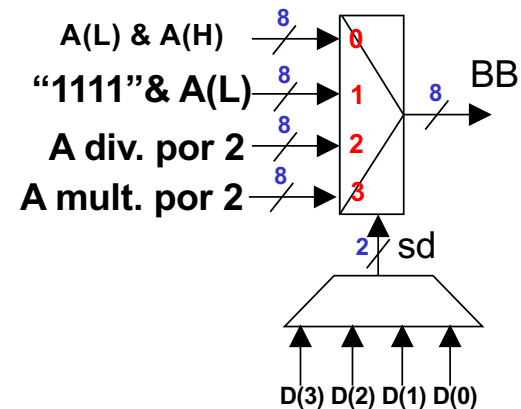 A(L) & A(H) 8 0
“1111”& A(L) 8 1
A div. por 2 8 2
A mult. por 2 8 3
8 BB
2 sd
D(3) D(2) D(1) D(0)